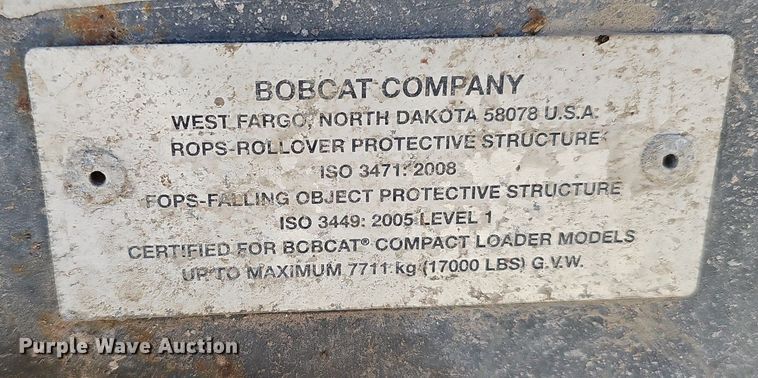 BOBCAT COMPANY
WEST FARGO, NORTH DAKOTA 58078 U.S.A.
ROPS-ROLLOVER PROTECTIVE STRUCTURE
ISO 3471: 2008
FOPS-FALLING OBJECT PROTECTIVE STRUCTURE
ISO 3449: 2005 LEVEL 1
CERTIFIED FOR BOBCAT® COMPACT LOADER MODELS
UP TO MAXIMUM 7711 kg (17000 LBS) G.V.W.
Purple Wave Auction